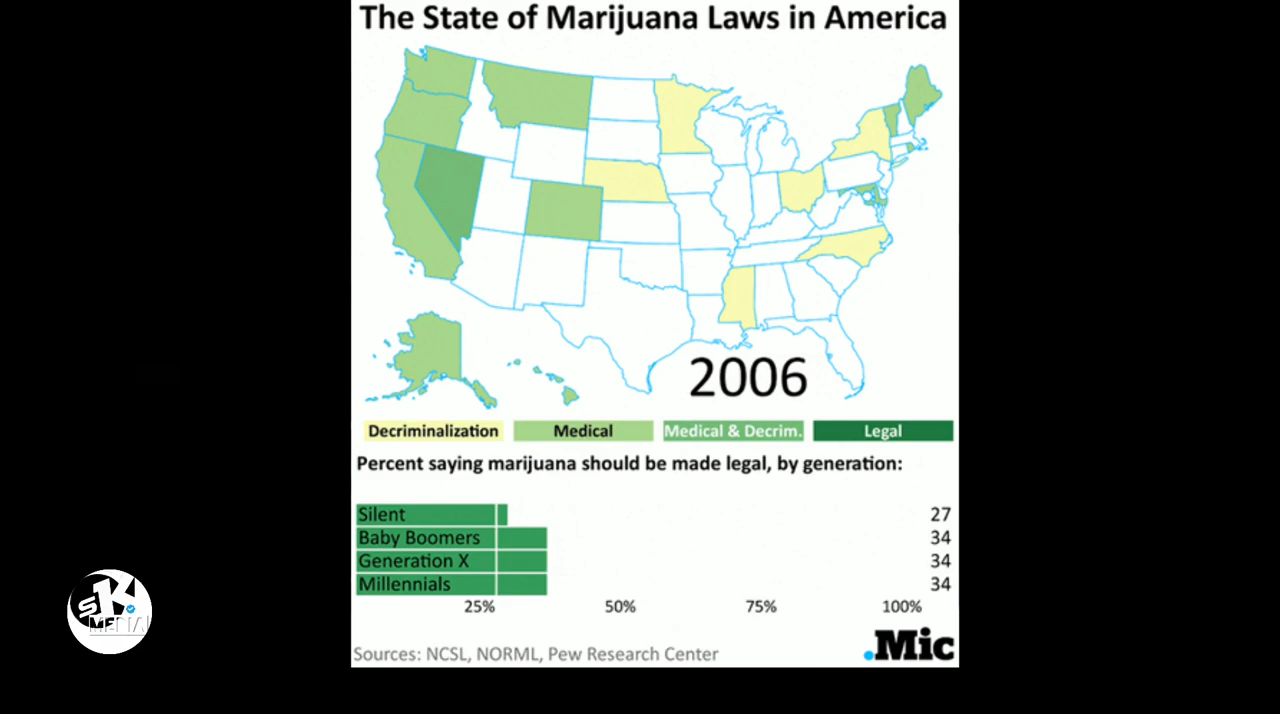 The State of Marijuana Laws in America
2006
Decriminalization Medical Medical & Decrim. Legal
Percent saying marijuana should be made legal, by generation:
Silent 27
Baby Boomers 34
Generation X 34
Millennials 34
25% 50% 75% 100%
SK
MEDIA
.Mic
Sources: NCSL, NORML, Pew Research Center